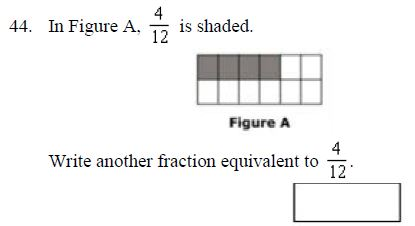 44. In Figure A, 4/12 is shaded.
Figure A
Write another fraction equivalent to 4/12.